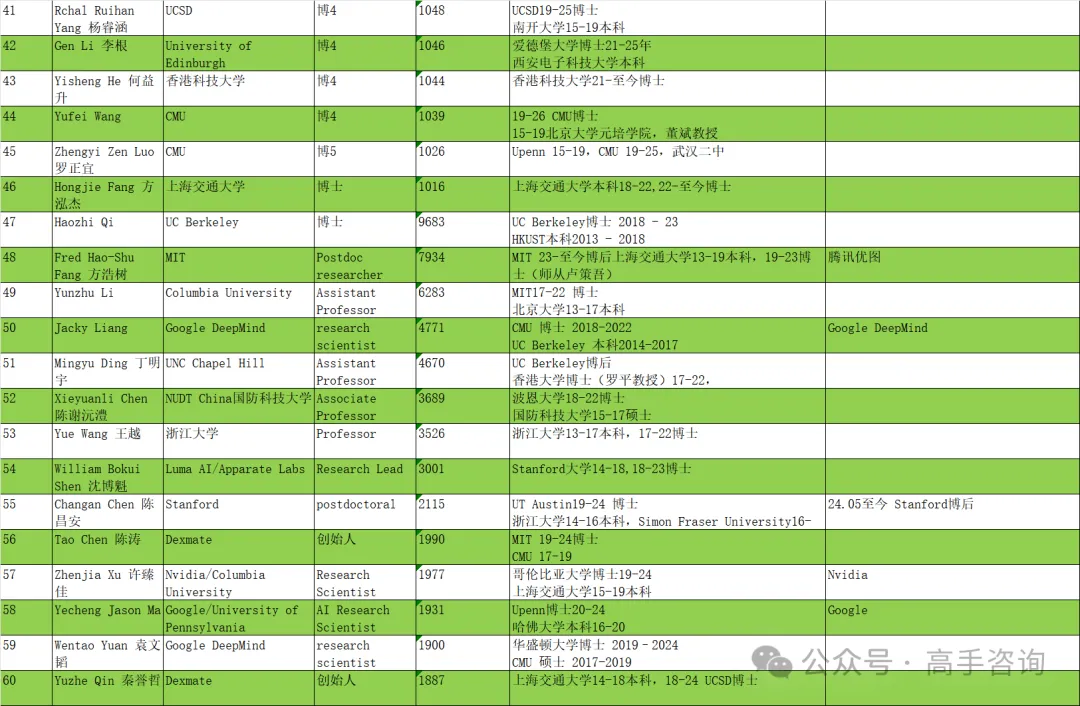 41 Rchal Ruihan UCSD 博4 1048 UCSD19-25博士
Yang 杨睿涵 南开大学15-19本科
42 Gen Li 李根 University of 博4 1046 爱德堡大学博士21-25年
Edinburgh 西安电子科技大学本科
43 Yisheng He 何益 香港科技大学 博4 1044 香港科技大学21-至今博士
升
44 Yufei Wang CMU 博4 1039 19-26 CMU博士
15-19北京大学元培学院，董斌教授
45 Zhengyi Zen Luo CMU 博5 1026 Upenn 15-19，CMU 19-25，武汉二中
罗正宜
46 Hongjie Fang 方 上海交通大学 博士 1016 上海交通大学本科18-22,22-至今博士
泓杰
47 Haozhi Qi UC Berkeley 博士 9683 UC Berkeley博士 2018 - 23
HKUST本科2013 - 2018
48 Fred Hao-Shu MIT Postdoc 7934 MIT 23-至今博后上海交通大学13-19本科，19-23博 腾讯优图
Fang 方浩树 researcher 士（师从卢策吾）
49 Yunzhu Li Columbia University Assistant 6283 MIT17-22 博士
Professor 北京大学13-17本科
50 Jacky Liang Google DeepMind research 4771 CMU 博士 2018-2022 Google DeepMind
scientist UC Berkeley 本科2014-2017
51 Mingyu Ding 丁明 UNC Chapel Hill Assistant 4670 UC Berkeley博后
宇 Professor 香港大学博士（罗平教授）17-22，
52 Xieyuanli Chen NUDT China国防科技大学 Associate 3689 波恩大学18-22博士
陈谢沅澧 Professor 国防科技大学15-17硕士
53 Yue Wang 王越 浙江大学 Professor 3526 浙江大学13-17本科，17-22博士
54 William Bokui Luma AI/Apparate Labs Research Lead 3001 Stanford大学14-18,18-23博士
Shen 沈博魁
55 Changan Chen 陈 Stanford postdoctoral 2115 UT Austin19-24 博士 24.05至今 Stanford博后
昌安 浙江大学14-16本科，Simon Fraser University16-
56 Tao Chen 陈涛 Dexmate 创始人 1990 MIT 19-24博士
CMU 17-19
57 Zhenjia Xu 许臻 Nvidia/Columbia Research 1977 哥伦比亚大学博士19-24 Nvidia
佳 University Scientist 上海交通大学15-19本科
58 Yecheng Jason Ma Google/University of AI Research 1931 Upenn博士20-24 Google
Pennsylvania Scientist 哈佛大学本科16-20
59 Wentao Yuan 袁文 Google DeepMind research 1900 华盛顿大学博士 2019–2024
韬 scientist CMU 硕士 2017-2019
60 Yuzhe Qin 秦誉哲 Dexmate 创始人 1887 上海交通大学14-18本科，18-24 UCSD博士
公众号·高手咨询